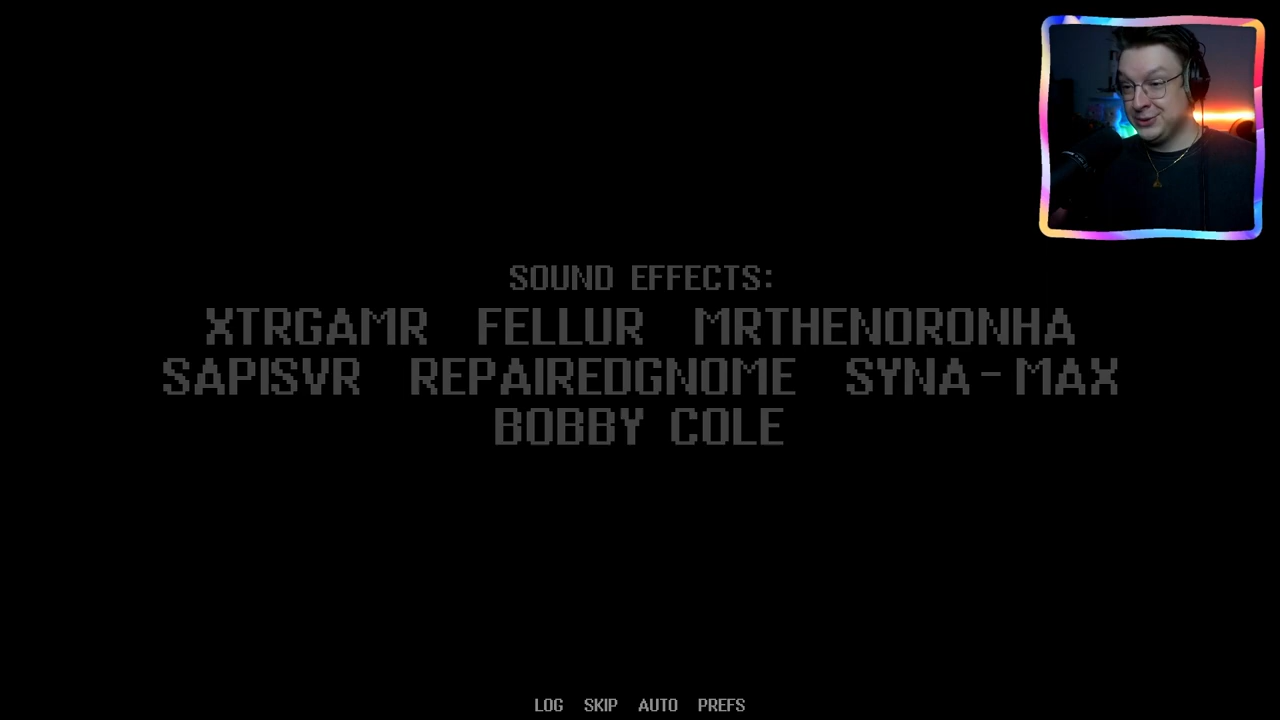 SOUND EFFECTS:
XTRGAMR FELLUR MRTHENORONHA
SAPISVR REPAIREDGNOME SYNA-MAX
BOBBY COLE
LOG SKIP AUTO PREFS